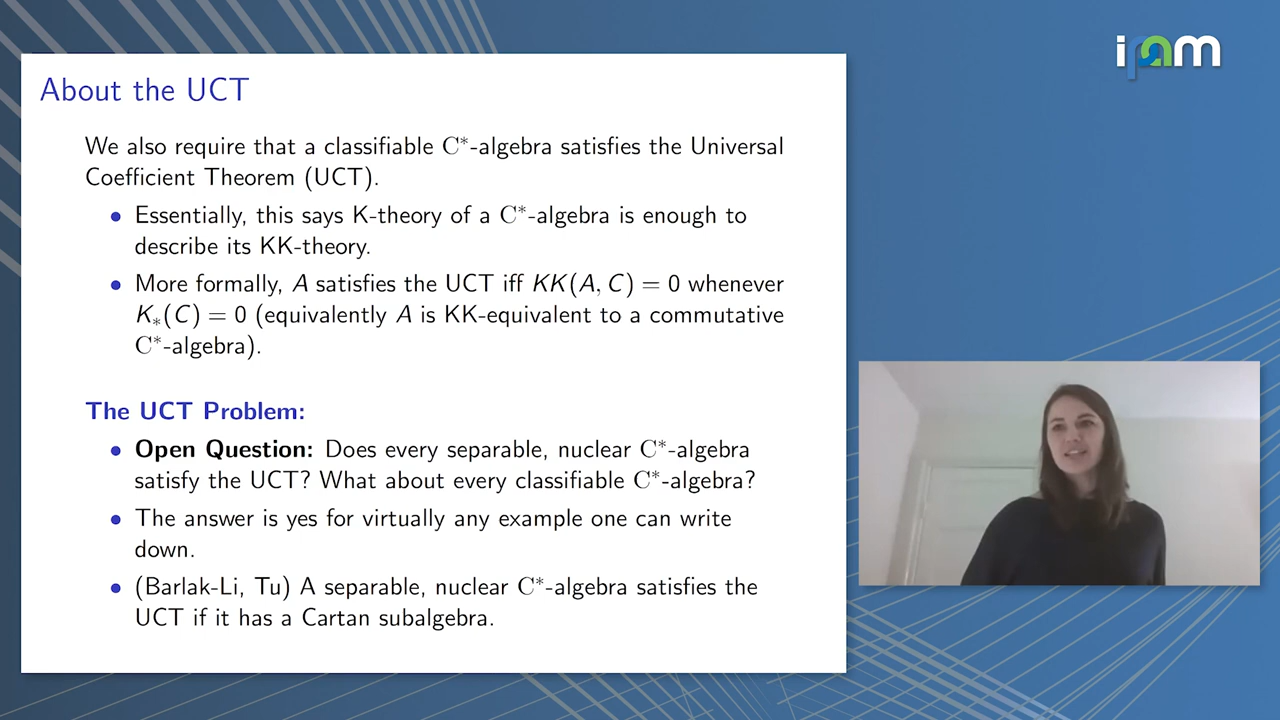 ipam
About the UCT
We also require that a classifiable C*-algebra satisfies the Universal
Coefficient Theorem (UCT).
• Essentially, this says K-theory of a C*-algebra is enough to
describe its KK-theory.
• More formally, A satisfies the UCT iff KK(A, C) = 0 whenever
K∗(C) = 0 (equivalently A is KK-equivalent to a commutative
C*-algebra).
The UCT Problem:
• Open Question: Does every separable, nuclear C*-algebra
satisfy the UCT? What about every classifiable C*-algebra?
• The answer is yes for virtually any example one can write
down.
• (Barlak-Li, Tu) A separable, nuclear C*-algebra satisfies the
UCT if it has a Cartan subalgebra.